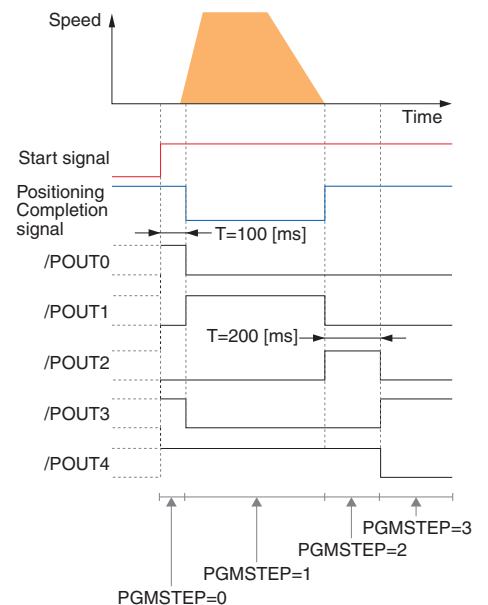 Speed
Time
Start signal
Positioning
Completion
signal
T=100 [ms]
/POUT0
/POUT1
T=200 [ms]
/POUT2
/POUT3
/POUT4
PGMSTEP=3
PGMSTEP=2
PGMSTEP=1
PGMSTEP=0